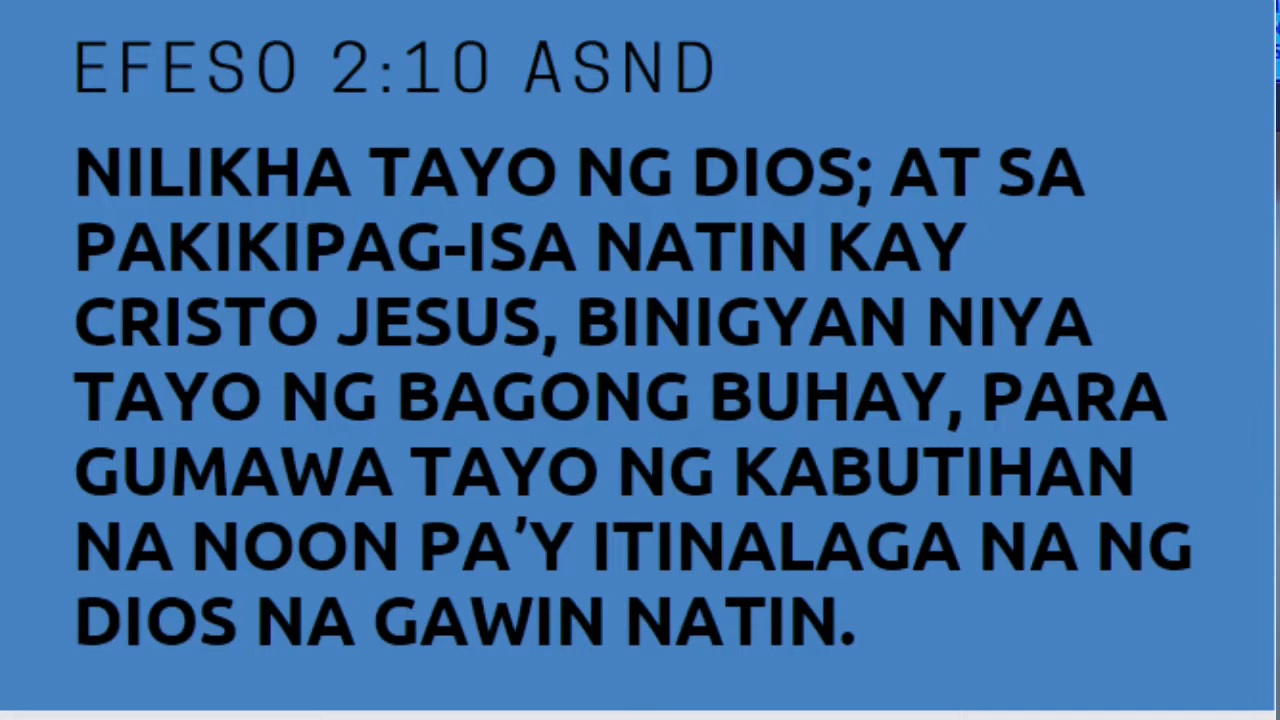 EFESO 2:10 ASND
NILIKHA TAYO NG DIOS; AT SA
PAKIKIPAG-ISA NATIN KAY
CRISTO JESUS, BINIGYAN NIYA
TAYO NG BAGONG BUHAY, PARA
GUMAWA TAYO NG KABUTIHAN
NA NOON PA’Y ITINALAGA NA NG
DIOS NA GAWIN NATIN.